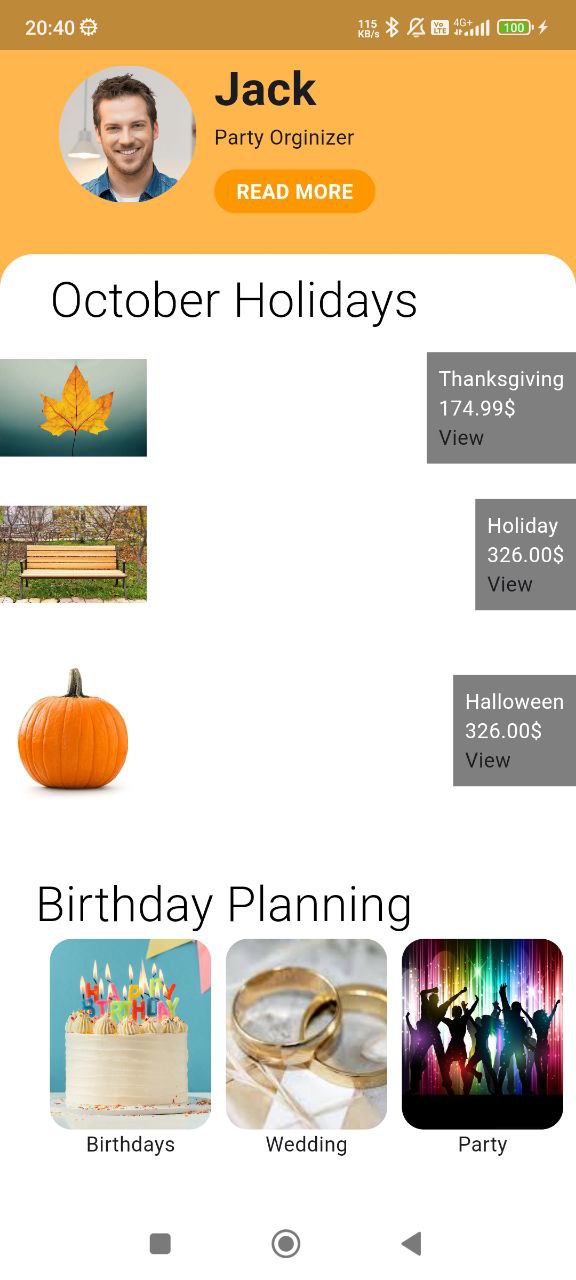 20:40
115 KB/s
Vo LTE
4G+
100
Jack
Party Orginizer
READ MORE
October Holidays
Thanksgiving
174.99$
View
Holiday
326.00$
View
Halloween
326.00$
View
Birthday Planning
HAPPY
BIRTHDAY
Birthdays
Wedding
Party